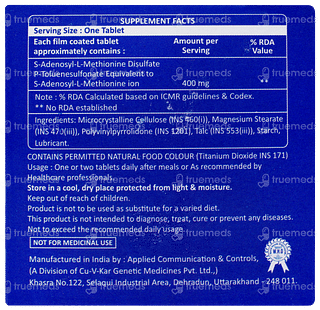 SUPPLEMENT FACTS
Serving Size : One Tablet
Each film coated tablet approximately contains : Amount per Serving % RDA Value
S-Adenosyl-L-Methionine Disulfate
P-Toluenesulfonate Equivalent to
S-Adenosyl-L-Methionine ion 400 mg **
Note : % RDA Calculated based on ICMR guidelines & Codex.
** No RDA established
Ingredients: Microcrystalline Cellulose (INS 460(i)), Magnesium Stearate
(INS 470(iii)), Polyvinylpyrrolidone (INS 1201), Talc (INS 553(iii)), Starch,
Lubricant.
CONTAINS PERMITTED NATURAL FOOD COLOUR (Titanium Dioxide INS 171)
Usage : One or two tablets daily after meals or As recommended by
Healthcare professional.
Store in a cool, dry place protected from light & moisture.
Keep out of reach of children.
Product is not to be used as substitute for a varied diet.
This product is not intended to diagnose, treat, cure or prevent any diseases.
Not to exceed the recommended daily usage
NOT FOR MEDICINAL USE
Manufactured in India by : Applied Communication & Controls,
(A Division of Cu-V-Kar Genetic Medicines Pvt. Ltd.,)
Khasra No.122, Selaqui Industrial Area, Dehradun, Uttarakhand - 248 011.
truemeds